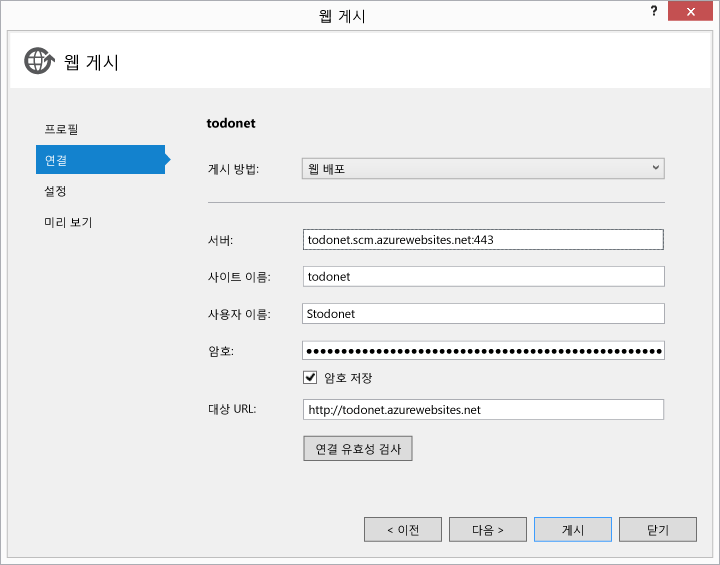 웹 게시
?
웹 게시
프로필
연결
설정
미리 보기
todonet
게시 방법: 웹 배포
서버: todonet.scm.azurewebsites.net:443
사이트 이름: todonet
사용자 이름: Stodonet
암호: ●●●●●●●●●●●●●●●●●●●●●●●●●●●●●●●●●●●●●●●●●●●●●●●●●●●
암호 저장
대상 URL: http://todonet.azurewebsites.net
연결 유효성 검사
< 이전 다음 > 게시 닫기